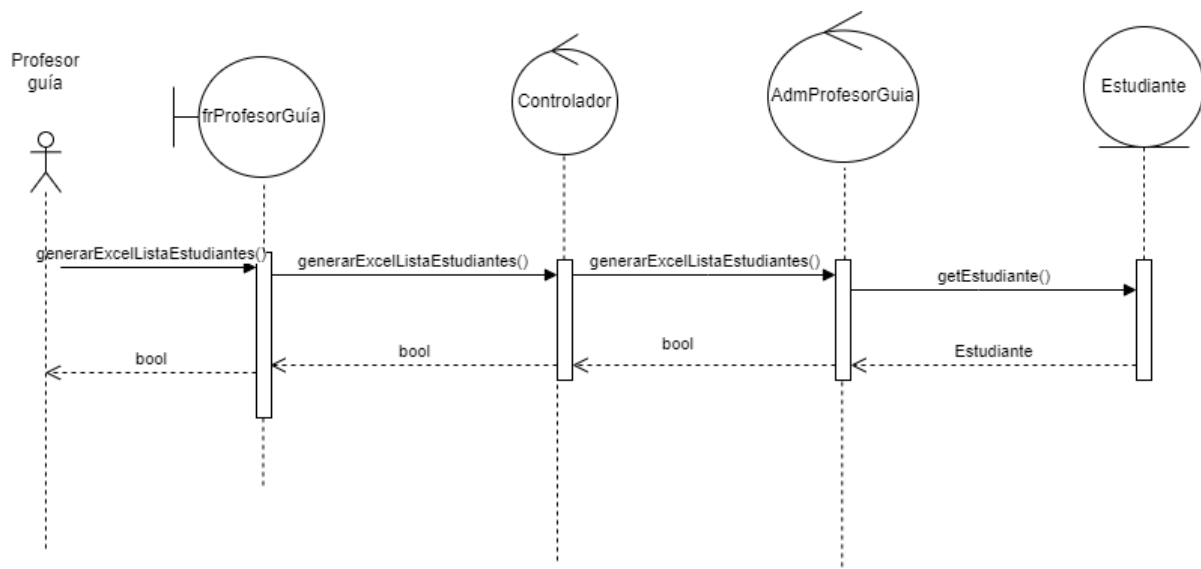 Profesor
guía
frProfesorGuía
Controlador
AdmProfesorGuia
Estudiante
generarExcelListaEstudiantes()
generarExcelListaEstudiantes()
generarExcelListaEstudiantes()
getEstudiante()
bool
bool
bool
Estudiante